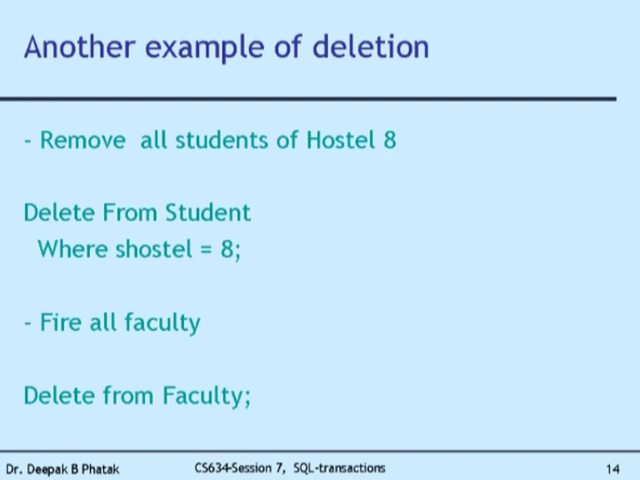 Another example of deletion
- Remove all students of Hostel 8
Delete From Student
Where shostel = 8;
- Fire all faculty
Delete from Faculty;
Dr. Deepak B Phatak
CS634-Session 7, SQL-transactions
14